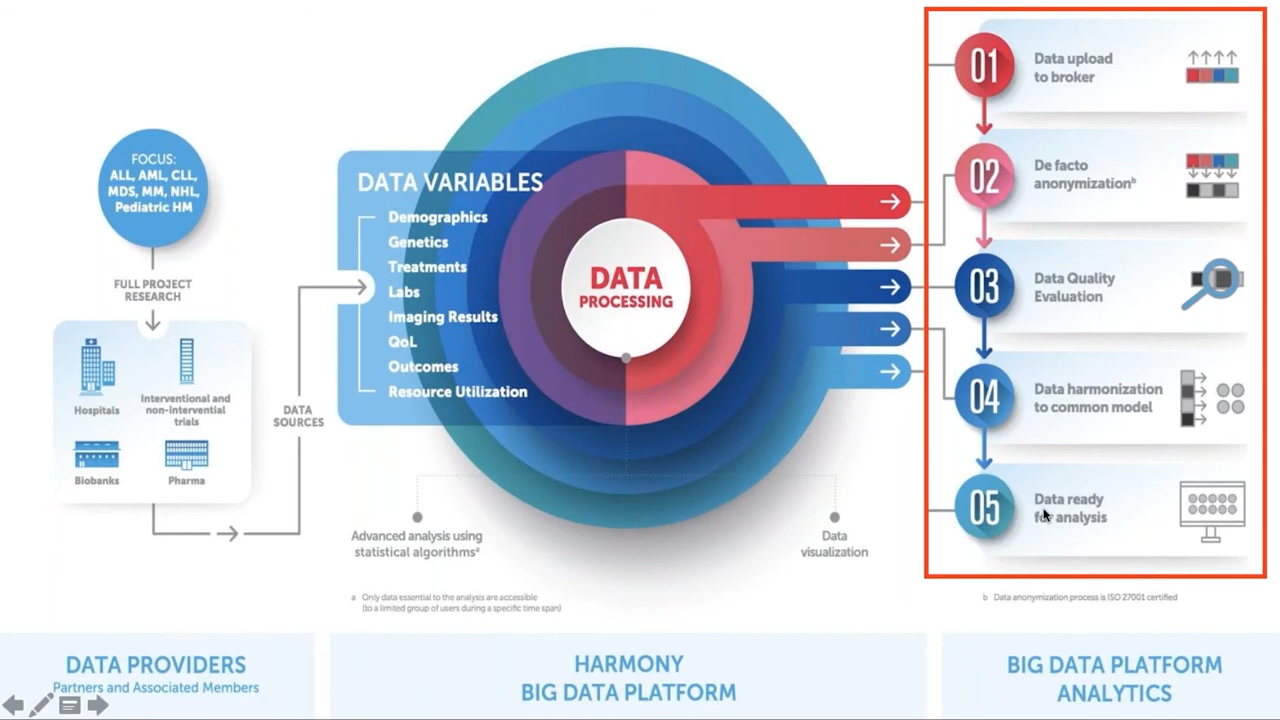 FOCUS:
ALL, AML, CLL,
MDS, MM, NHL,
Pediatric HM
FULL PROJECT
RESEARCH
Hospitals
Interventional and
non-interventional
trials
Biobanks
Pharma
DATA
SOURCES
DATA VARIABLES
Demographics
Genetics
Treatments
Labs
Imaging Results
QoL
Outcomes
Resource Utilization
DATA
PROCESSING
Advanced analysis using
statistical algorithmsª
Data
visualization
a Only data essential to the analysis are accessible
(to a limited group of users during a specific time span)
01
Data upload
to broker
02
De facto
anonymizationᵇ
03
Data Quality
Evaluation
04
Data harmonization
to common model
05
Data ready
for analysis
b Data anonymization process is ISO 27001 certified
DATA PROVIDERS
Partners and Associated Members
HARMONY
BIG DATA PLATFORM
BIG DATA PLATFORM
ANALYTICS